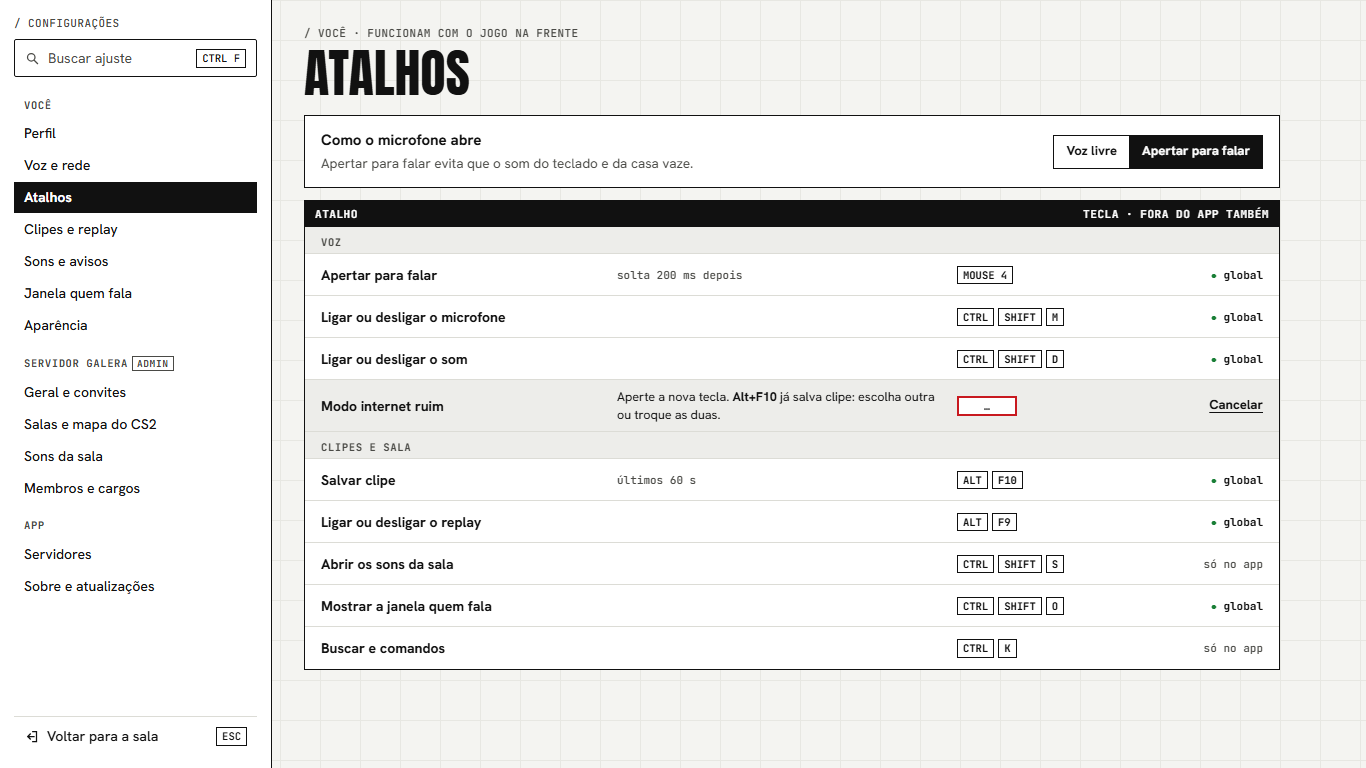 / CONFIGURAÇÕES
Buscar ajuste CTRL F
VOCÊ
Perfil
Voz e rede
Atalhos
Clipes e replay
Sons e avisos
Janela quem fala
Aparência
SERVIDOR GALERA ADMIN
Geral e convites
Salas e mapa do CS2
Sons da sala
Membros e cargos
APP
Servidores
Sobre e atualizações
Voltar para a sala ESC
/ VOCÊ · FUNCIONAM COM O JOGO NA FRENTE
ATALHOS
Como o microfone abre
Apertar para falar evita que o som do teclado e da casa vaze.
Voz livre Apertar para falar
ATALHO TECLA · FORA DO APP TAMBÉM
VOZ
Apertar para falar solta 200 ms depois MOUSE 4 • global
Ligar ou desligar o microfone CTRL SHIFT M • global
Ligar ou desligar o som CTRL SHIFT D • global
Modo internet ruim Aperte a nova tecla. Alt+F10 já salva clipe: escolha outra … Cancelar
ou troque as duas.
CLIPES E SALA
Salvar clipe últimos 60 s ALT F10 • global
Ligar ou desligar o replay ALT F9 • global
Abrir os sons da sala CTRL SHIFT S só no app
Mostrar a janela quem fala CTRL SHIFT O • global
Buscar e comandos CTRL K só no app